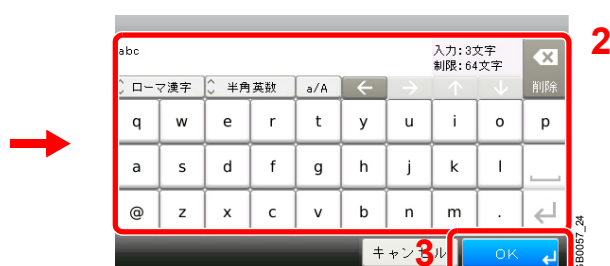 2
abc
入力:3文字
制限:64文字
ローマ漢字 半角英数 a/A ← → ↑ ↓ 削除
q w e r t y u i o p
a s d f g h j k l
@ z x c v b n m .
キャンセル OK
3